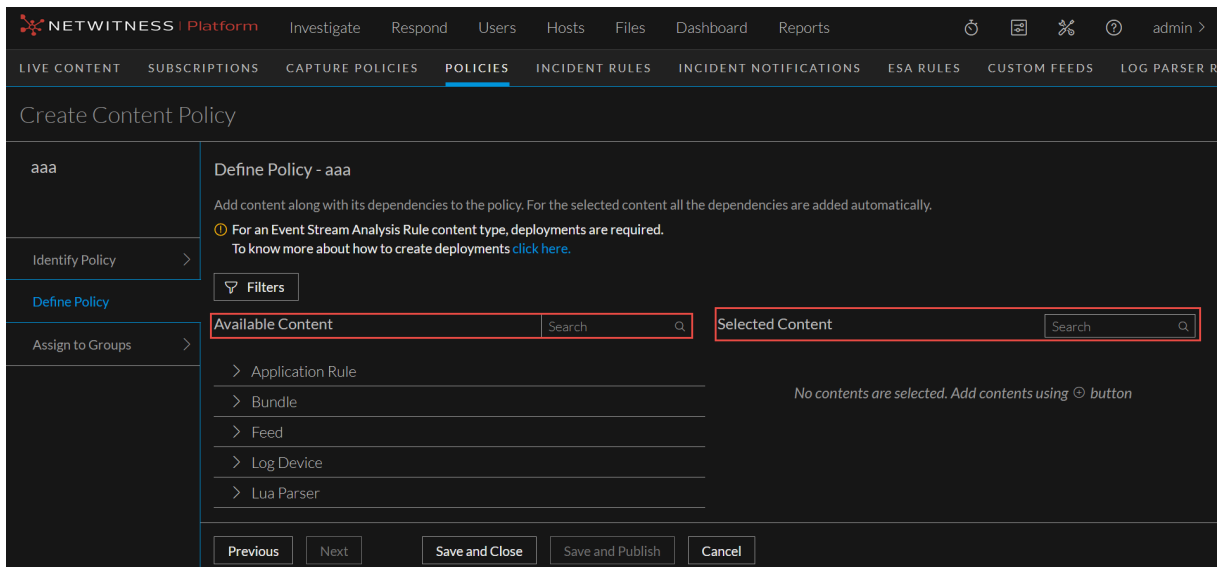 NETWITNESS | Platform Investigate Respond Users Hosts Files Dashboard Reports admin >
LIVE CONTENT SUBSCRIPTIONS CAPTURE POLICIES POLICIES INCIDENT RULES INCIDENT NOTIFICATIONS ESA RULES CUSTOM FEEDS LOG PARSER R
Create Content Policy
aaa
Identify Policy
Define Policy
Assign to Groups
Define Policy - aaa
Add content along with its dependencies to the policy. For the selected content all the dependencies are added automatically.
For an Event Stream Analysis Rule content type, deployments are required.
To know more about how to create deployments click here.
Filters
Available Content Search
Application Rule
Bundle
Feed
Log Device
Lua Parser
Selected Content Search
No contents are selected. Add contents using ⊕ button
Previous Next Save and Close Save and Publish Cancel